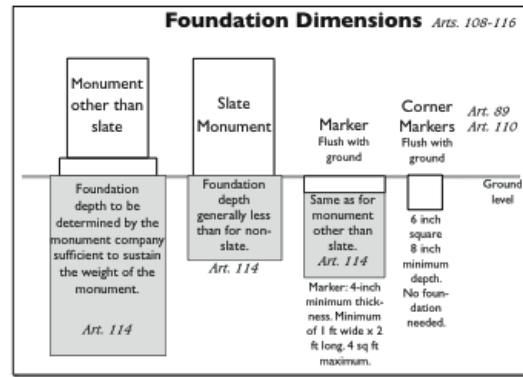 Foundation Dimensions Arts. 108-116
Monument
other than
slate
Slate
Monument
Marker
Flush with
ground
Corner
Markers
Flush with
ground
Art. 89
Art. 110
Ground
level
Foundation
depth to be
determined by the
monument company
sufficient to sustain
the weight of the
monument.
Art. 114
Foundation
depth
generally less
than for non-
slate.
Art. 114
Same as for
monument
other than
slate.
Art. 114
Marker: 4-inch
minimum thick-
ness. Minimum
of 1 ft wide x 2
ft long. 4 sq ft
maximum.
6 inch
square
8 inch
minimum
depth.
No foun-
dation
needed.